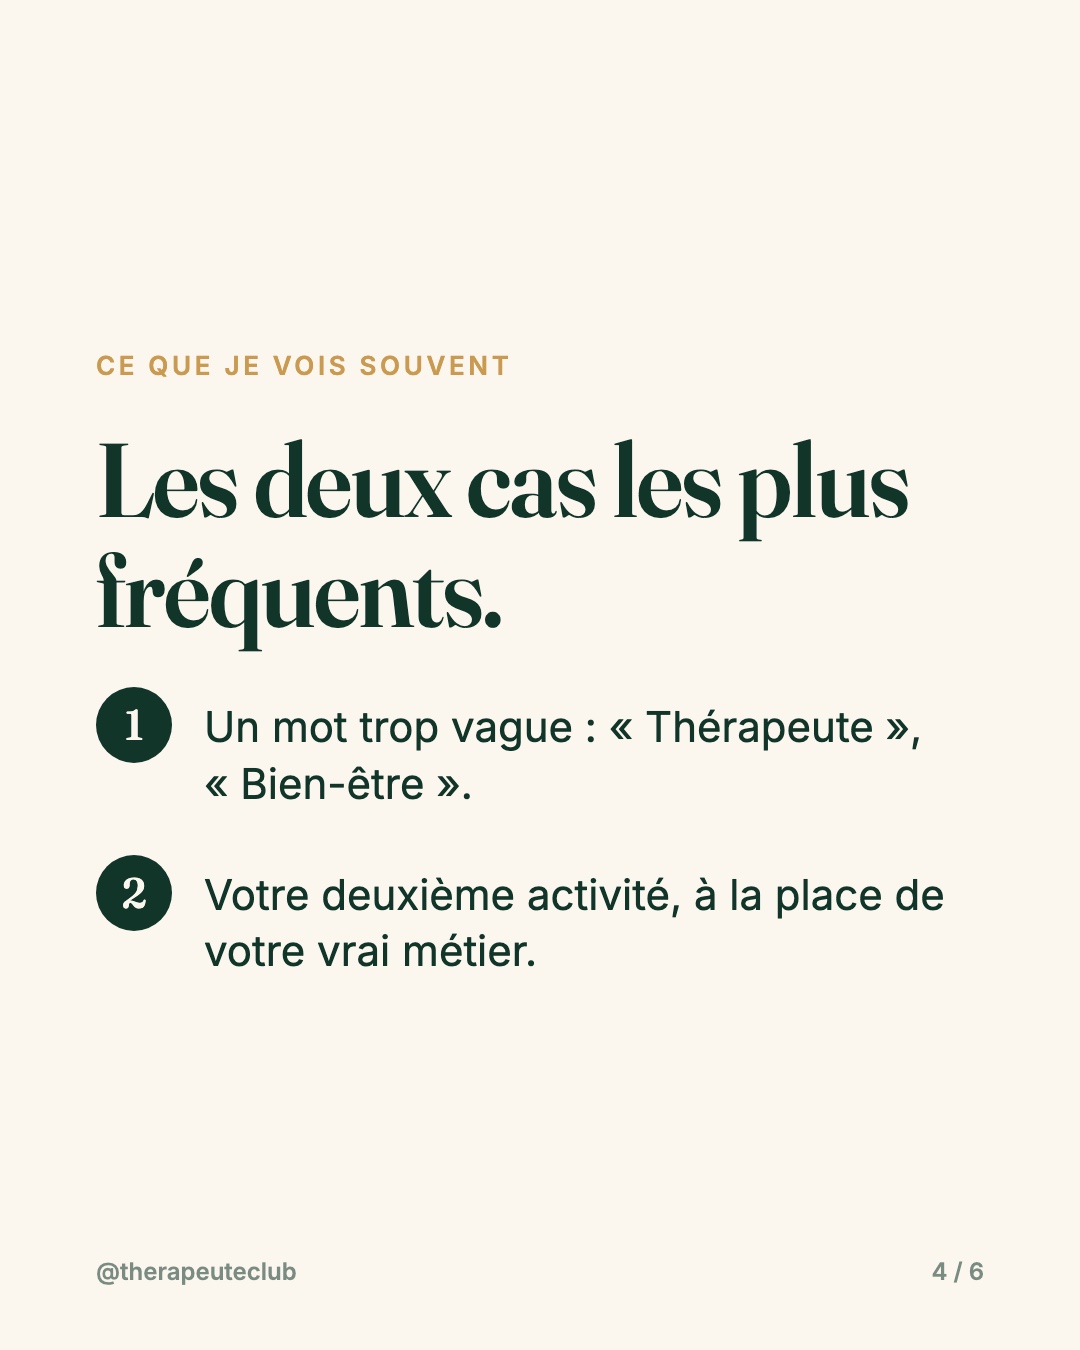 CE QUE JE VOIS SOUVENT
Les deux cas les plus
fréquents.
1 Un mot trop vague : « Thérapeute »,
« Bien-être ».
2 Votre deuxième activité, à la place de
votre vrai métier.
@therapeuteclub 4 / 6